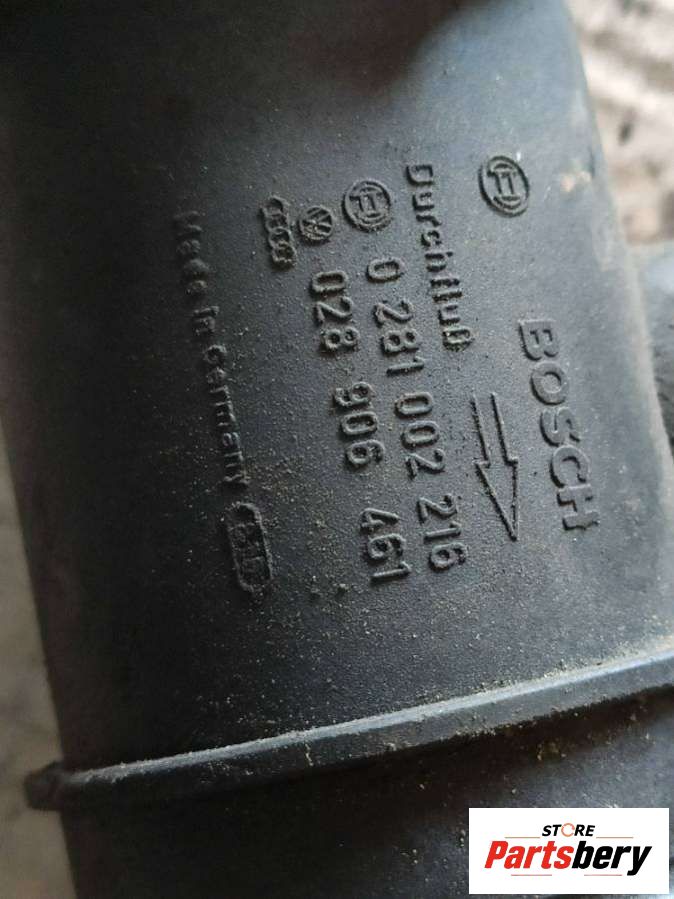 BOSCH
Durchfluß
0 281 002 216
028 906 461
Made in Germany
STORE
Partsbery